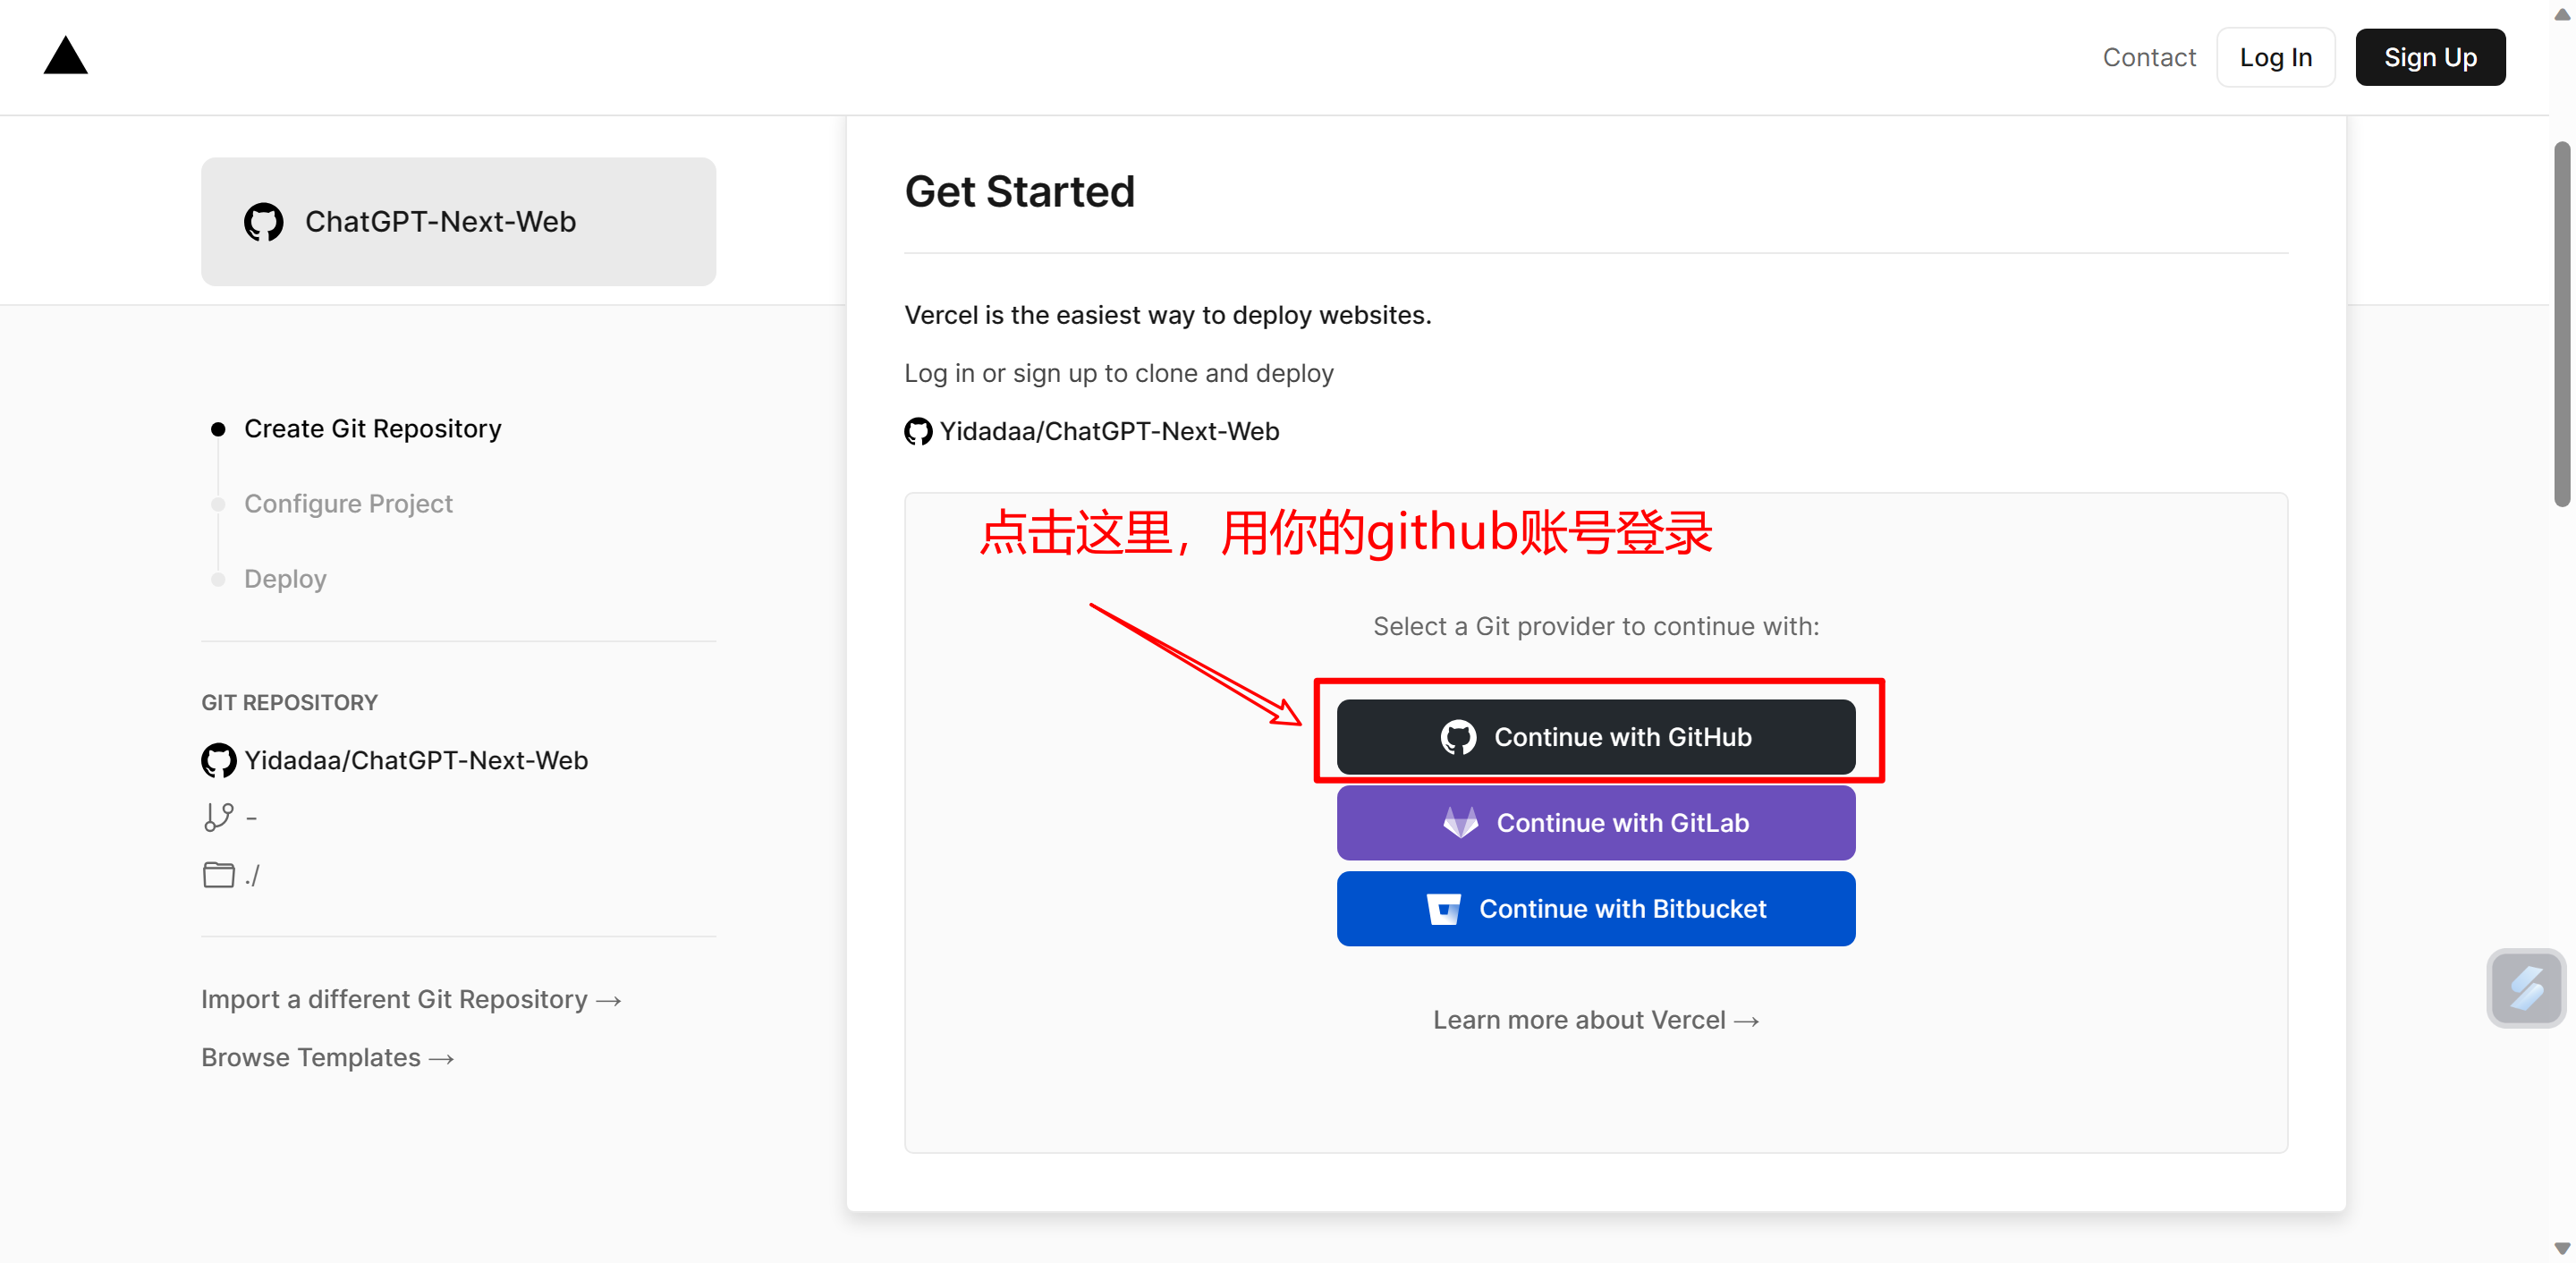 Contact
Log In
Sign Up
ChatGPT-Next-Web
Create Git Repository
Configure Project
Deploy
GIT REPOSITORY
Yidadaa/ChatGPT-Next-Web
-
./
Import a different Git Repository →
Browse Templates →
Get Started
Vercel is the easiest way to deploy websites.
Log in or sign up to clone and deploy
Yidadaa/ChatGPT-Next-Web
点击这里，用你的github账号登录
Select a Git provider to continue with:
Continue with GitHub
Continue with GitLab
Continue with Bitbucket
Learn more about Vercel →